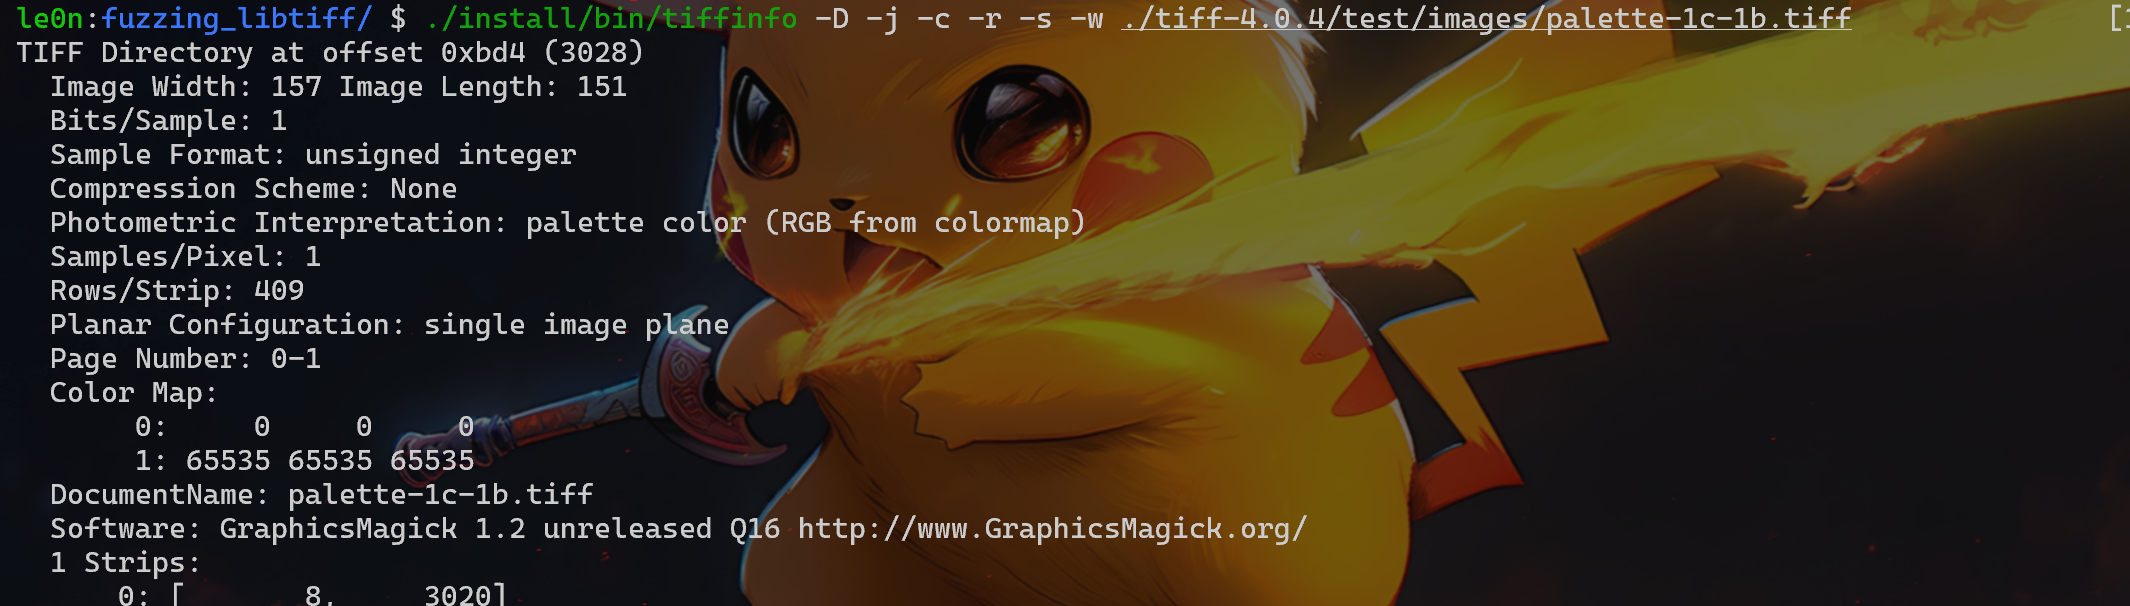 le0n:fuzzing_libtiff/ $ ./install/bin/tiffinfo -D -j -c -r -s -w ./tiff-4.0.4/test/images/palette-1c-1b.tiff
TIFF Directory at offset 0xbd4 (3028)
  Image Width: 157 Image Length: 151
  Bits/Sample: 1
  Sample Format: unsigned integer
  Compression Scheme: None
  Photometric Interpretation: palette color (RGB from colormap)
  Samples/Pixel: 1
  Rows/Strip: 409
  Planar Configuration: single image plane
  Page Number: 0-1
  Color Map:
       0:     0     0     0
       1: 65535 65535 65535
  DocumentName: palette-1c-1b.tiff
  Software: GraphicsMagick 1.2 unreleased Q16 http://www.GraphicsMagick.org/
  1 Strips:
      0: [       8,     3020]